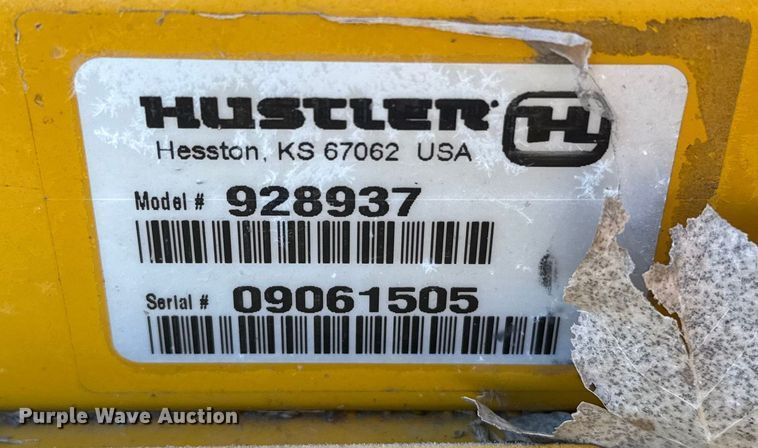 HUSTLER H
Hesston, KS 67062 USA
Model # 928937
Serial # 09061505
Purple Wave Auction